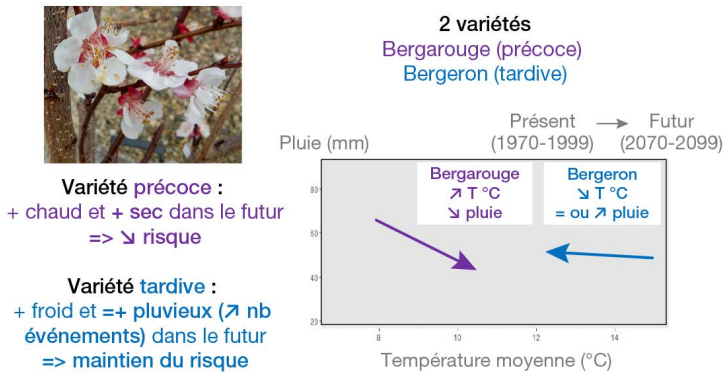 2 variétés
Bergarouge (précoce)
Bergeron (tardive)
Variété précoce :
+ chaud et + sec dans le futur
=> ↘ risque
Variété tardive :
+ froid et =+ pluvieux (↗ nb
événements) dans le futur
=> maintien du risque
Présent → Futur
Pluie (mm) (1970-1999) (2070-2099)
Bergarouge
↗ T °C
↘ pluie
Bergeron
↘ T °C
= ou ↗ pluie
80
60
40
20
8 10 12 14
Température moyenne (°C)